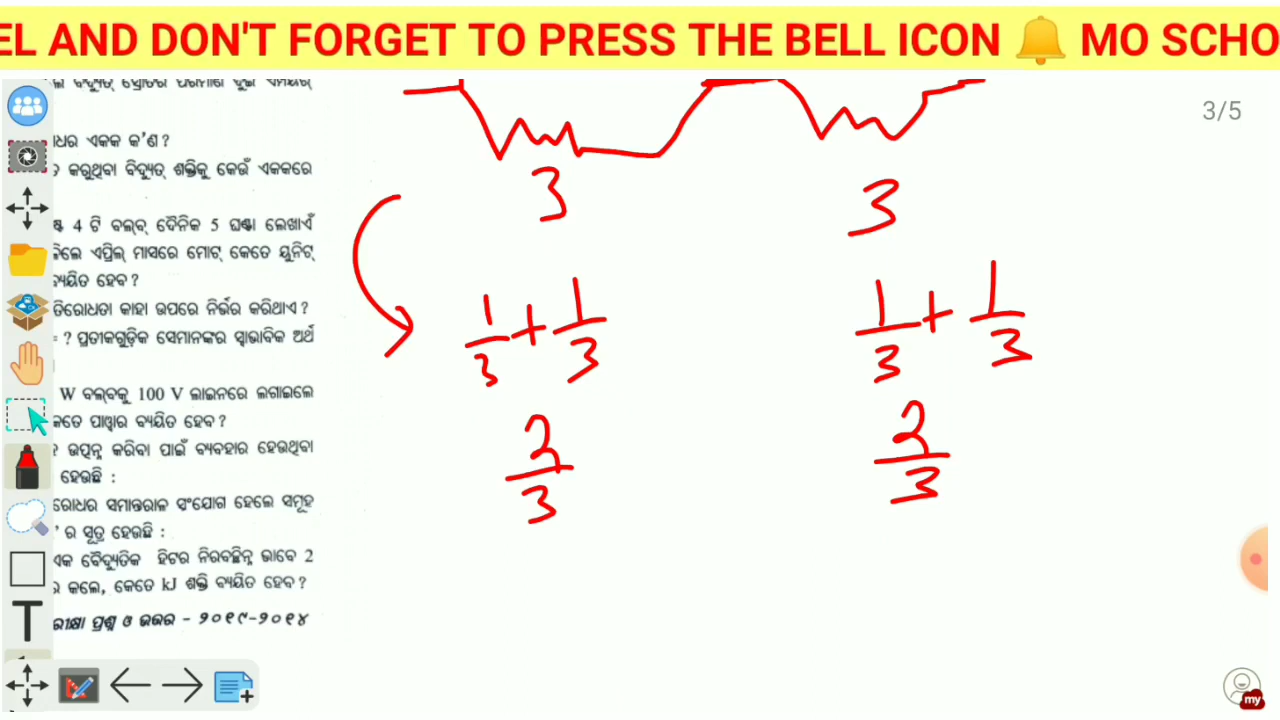 EL AND DON'T FORGET TO PRESS THE BELL ICON 🔔 MO SCHO
3/5
ଧର ଏକକ କ'ଣ ?
କରୁଥିବା ବିଦ୍ୟୁତ୍ ଶକ୍ତିକୁ କେଉଁ ଏକକରେ
4 ଟି ବଲ୍‌ବ୍ ଦୈନିକ 5 ଘଣ୍ଟା ଲେଖାଏଁ
ଳିଲେ ଏପ୍ରିଲ୍ ମାସରେ ମୋଟ୍ କେତେ ୟୁନିଟ୍
ବ୍ୟୟିତ ହେବ ?
ତିରୋଧତା କାହା ଉପରେ ନିର୍ଭର କରିଥାଏ ?
= ? ପ୍ରତୀକଗୁଡ଼ିକ ସେମାନଙ୍କର ସ୍ୱାଭାବିକ ଅର୍ଥ
W ବଲ୍‌ବକୁ 100 V ଲାଇନରେ ଲଗାଇଲେ
କେତେ ପାୱାର ବ୍ୟୟିତ ହେବ ?
ଉତ୍ପନ୍ନ କରିବା ପାଇଁ ବ୍ୟବହାର ହେଉଥିବା
ହେଉଛି :
ରୋଧର ସମାନ୍ତରାଳ ସଂଯୋଗ ହେଲେ ସମୂହ
' ର ସୂତ୍ର ହେଉଛି :
ଏକ ବୈଦ୍ୟୁତିକ ହିଟର ନିରବଚ୍ଛିନ୍ନ ଭାବେ 2
କଲେ, କେତେ kJ ଶକ୍ତି ବ୍ୟୟିତ ହେବ ?
ରୀକ୍ଷା ପ୍ରଶ୍ନ ଓ ଉତ୍ତର - ୨୦୧୯-୨୦୧୪
3 3
1/3 + 1/3 1/3 + 1/3
2/3 2/3
T
my